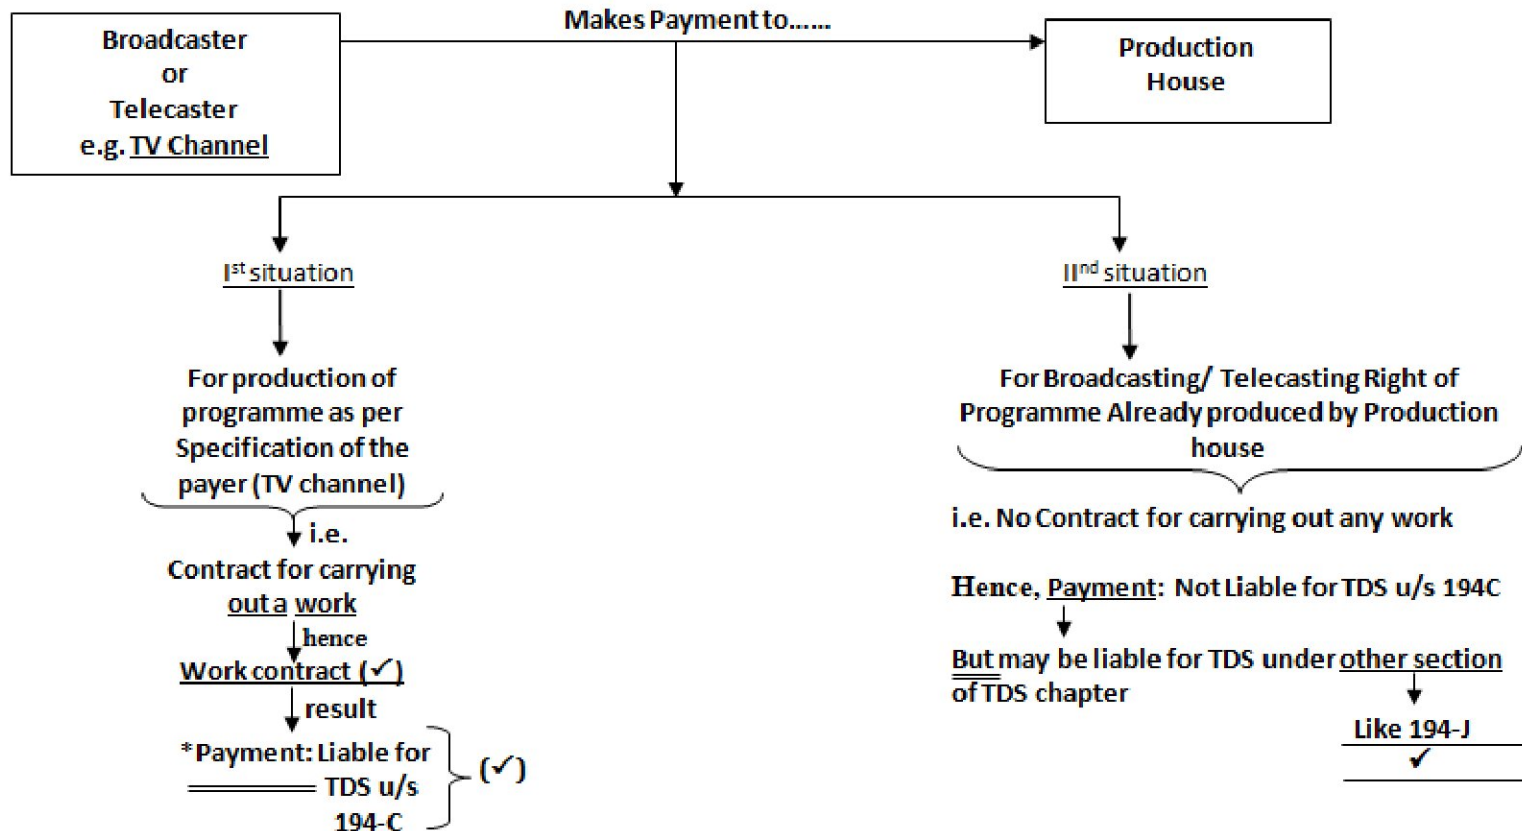 Makes Payment to......
Broadcaster
or
Telecaster
e.g. TV Channel
Production
House
Ist situation
For production of
programme as per
Specification of the
payer (TV channel)
i.e.
Contract for carrying
out a work
hence
Work contract (✓)
result
*Payment: Liable for
TDS u/s
194-C
(✓)
IInd situation
For Broadcasting/ Telecasting Right of
Programme Already produced by Production
house
i.e. No Contract for carrying out any work
Hence, Payment: Not Liable for TDS u/s 194C
But may be liable for TDS under other section
of TDS chapter
Like 194-J
✓